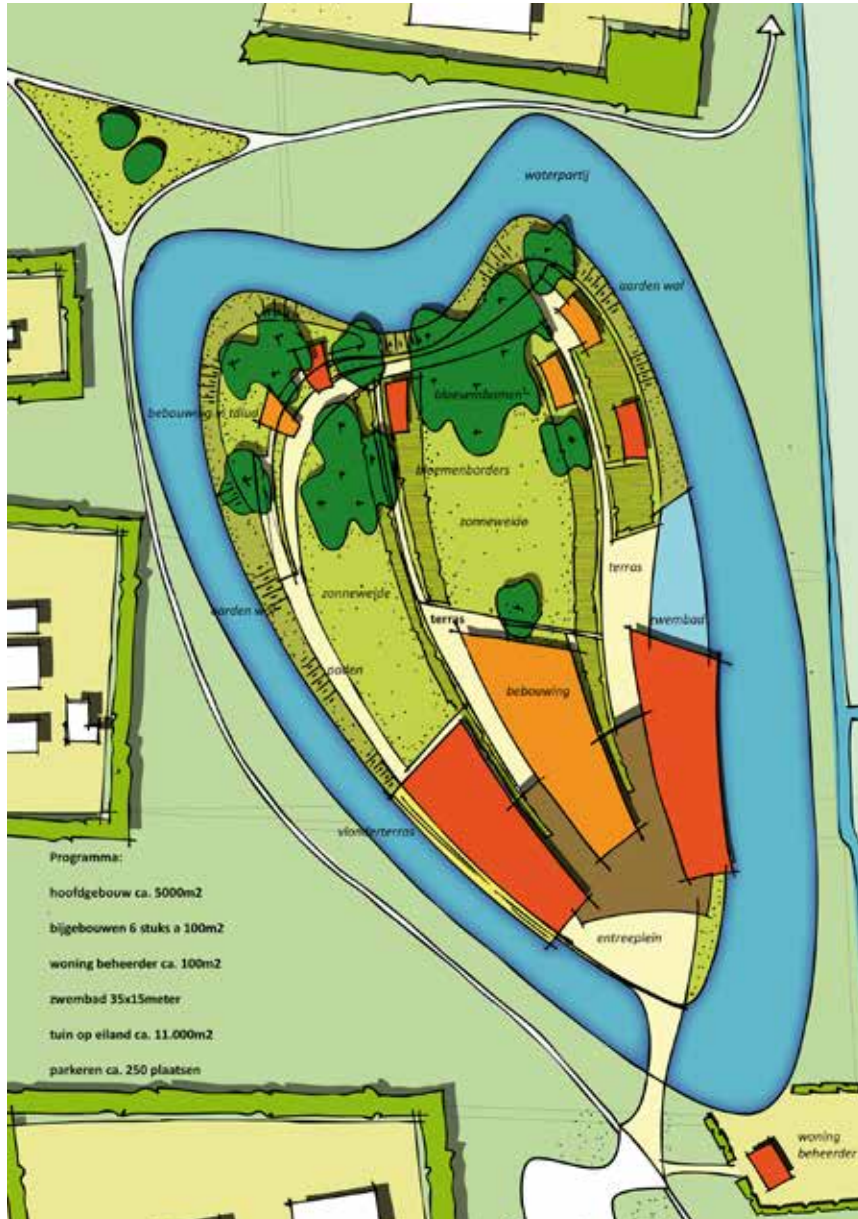 waterpartij
aarden wal
bebouwing in talud
bloesembomen
bloemenborders
zonneweide
zonneweide
terras
aarden wal
terras
zwembad
paden
bebouwing
vlonderterras
Programma:
hoofdgebouw ca. 5000m2
bijgebouwen 6 stuks a 100m2
entreeplein
woning beheerder ca. 100m2
zwembad 35x15meter
tuin op eiland ca. 11.000m2
parkeren ca. 250 plaatsen
woning
beheerder